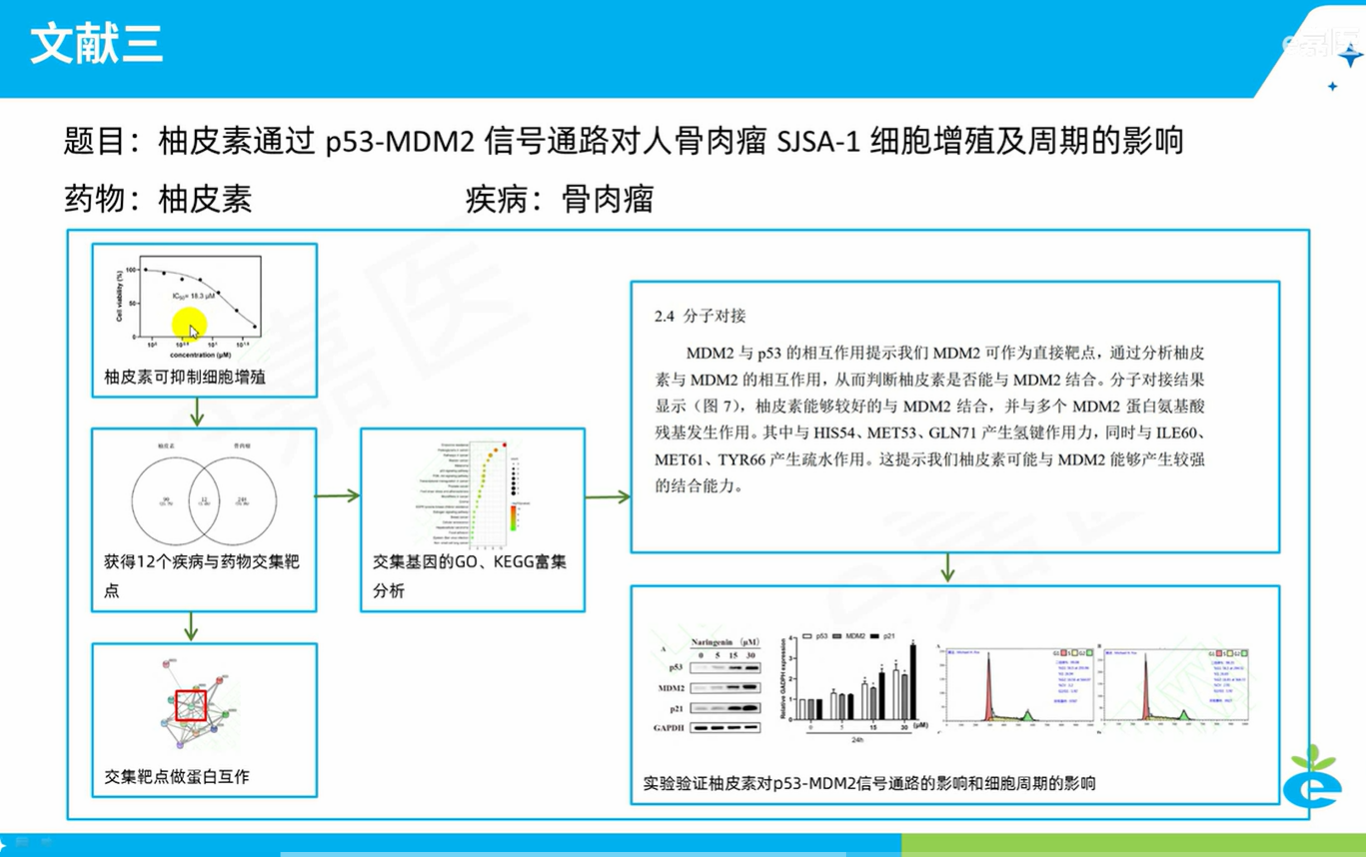 文献三
e嘉医
题目：柚皮素通过 p53-MDM2 信号通路对人骨肉瘤 SJSA-1 细胞增殖及周期的影响
药物：柚皮素
疾病：骨肉瘤
Cell viability (%)
100
50
0
IC50= 18.3 μM
concentration (μM)
柚皮素可抑制细胞增殖
柚皮素
骨肉瘤
12
获得12个疾病与药物交集靶
点
交集基因的GO、KEGG富集
分析
交集靶点做蛋白互作
2.4 分子对接
MDM2 与 p53 的相互作用提示我们 MDM2 可作为直接靶点，通过分析柚皮
素与 MDM2 的相互作用，从而判断柚皮素是否能与 MDM2 结合。分子对接结果
显示（图 7），柚皮素能够较好的与 MDM2 结合，并与多个 MDM2 蛋白氨基酸
残基发生作用。其中与 HIS54、MET53、GLN71 产生氢键作用力，同时与 ILE60、
MET61、TYR66 产生疏水作用。这提示我们柚皮素可能与 MDM2 能够产生较强
的结合能力。
A
Naringenin （μM）
0 5 15 30
p53
MDM2
p21
GAPDH
p53 MDM2 p21
Relative GADPH expression
4
3
2
1
0
0 5 15 30 (μM)
24h
实验验证柚皮素对p53-MDM2信号通路的影响和细胞周期的影响